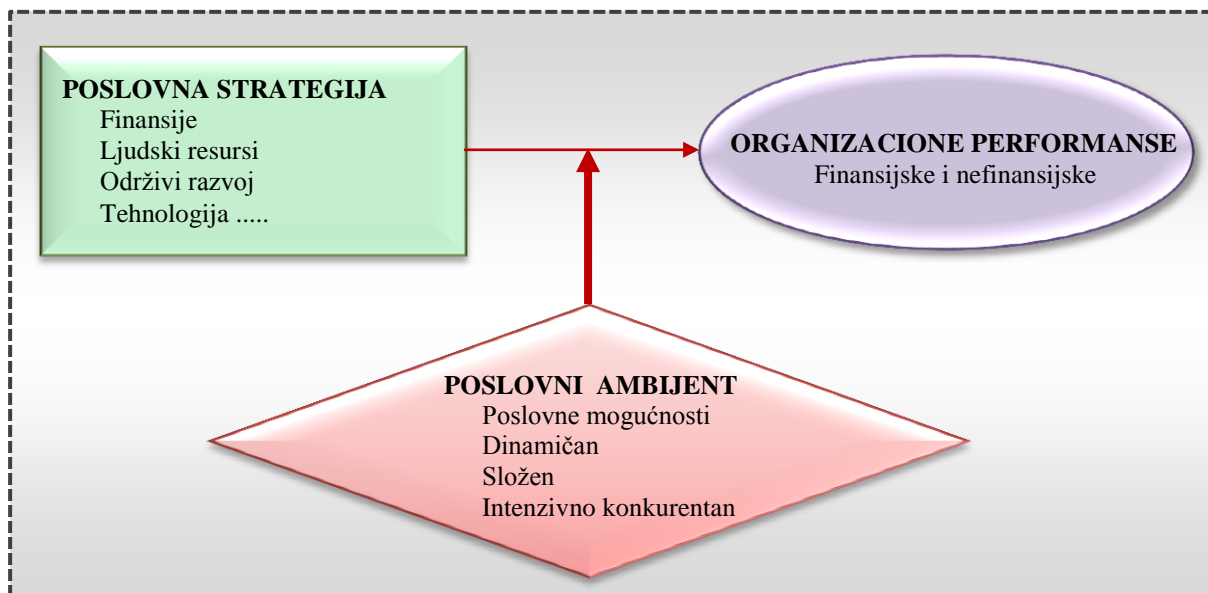 POSLOVNA STRATEGIJA
Finansije
Ljudski resursi
Održivi razvoj
Tehnologija .....
ORGANIZACIONE PERFORMANSE
Finansijske i nefinansijske
POSLOVNI AMBIJENT
Poslovne mogućnosti
Dinamičan
Složen
Intenzivno konkurentan